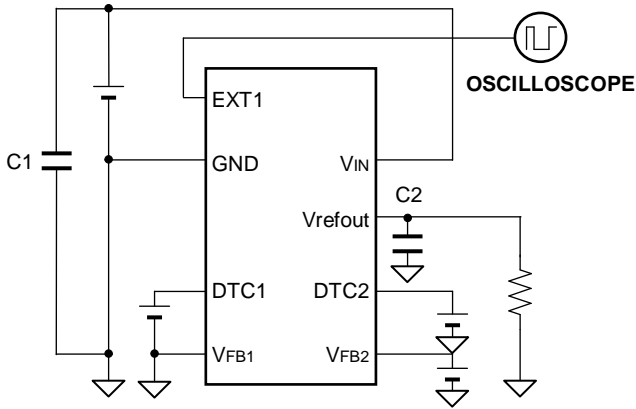 OSCILLOSCOPE
EXT1
C1
GND
VIN
C2
Vrefout
DTC1
DTC2
VFB1
VFB2